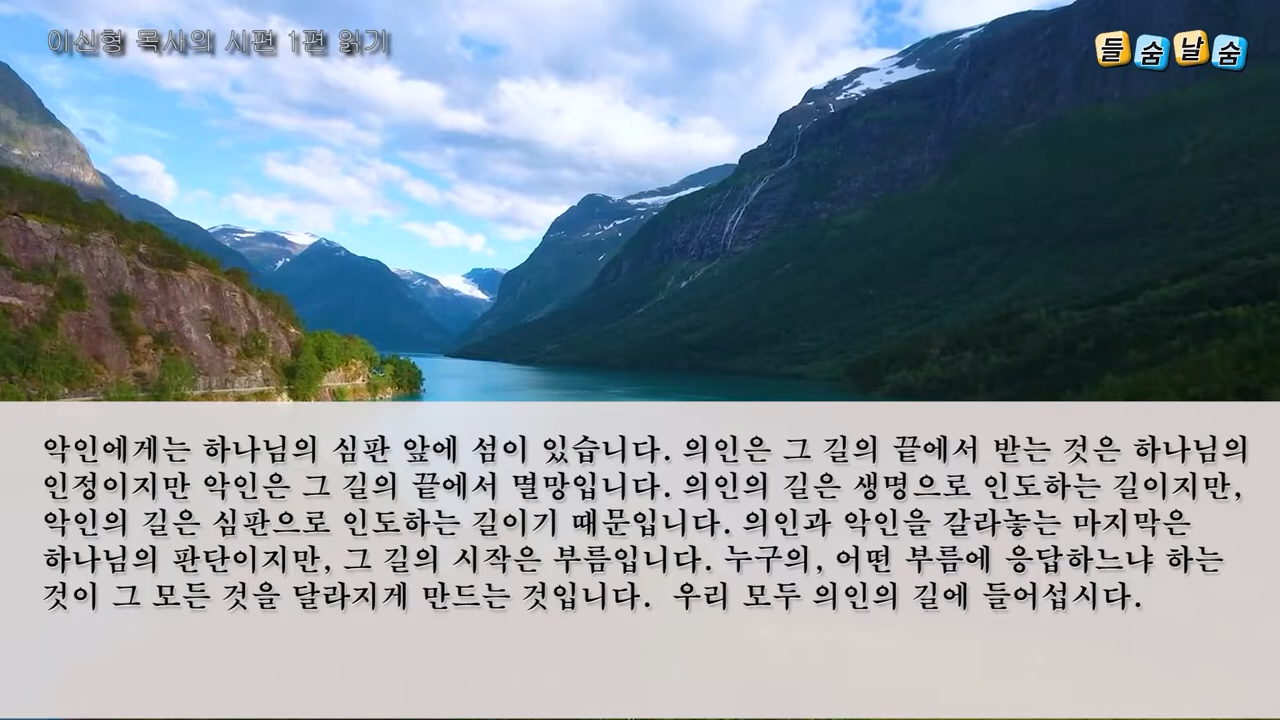 이신형 목사의 시편 1편 읽기
들숨날숨
악인에게는 하나님의 심판 앞에 섬이 있습니다. 의인은 그 길의 끝에서 받는 것은 하나님의
인정이지만 악인은 그 길의 끝에서 멸망입니다. 의인의 길은 생명으로 인도하는 길이지만,
악인의 길은 심판으로 인도하는 길이기 때문입니다. 의인과 악인을 갈라놓는 마지막은
하나님의 판단이지만, 그 길의 시작은 부름입니다. 누구의, 어떤 부름에 응답하느냐 하는
것이 그 모든 것을 달라지게 만드는 것입니다.  우리 모두 의인의 길에 들어섭시다.